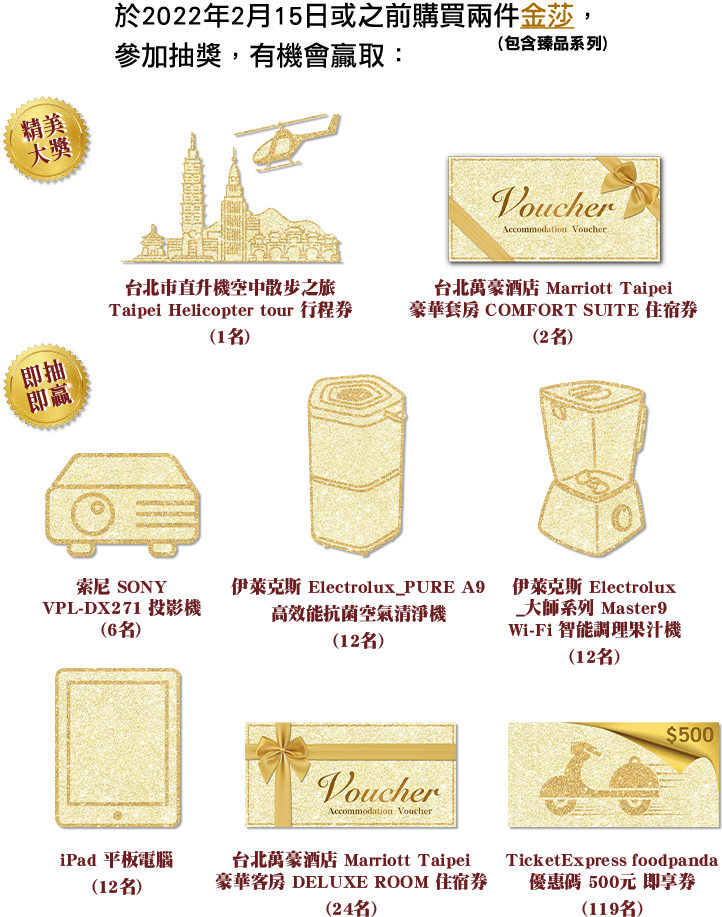 於2022年2月15日或之前購買兩件金莎，
(包含臻品系列)
參加抽獎，有機會贏取：
精美
大獎
Voucher
Accommodation Voucher
台北市直升機空中散步之旅
Taipei Helicopter tour 行程券
(1名)
台北萬豪酒店 Marriott Taipei
豪華套房 COMFORT SUITE 住宿券
(2名)
即抽
即贏
索尼 SONY
VPL-DX271 投影機
(6名)
伊萊克斯 Electrolux_PURE A9
高效能抗菌空氣清淨機
(12名)
伊萊克斯 Electrolux
_大師系列 Master9
Wi-Fi 智能調理果汁機
(12名)
Voucher
Accommodation Voucher
$500
iPad 平板電腦
(12名)
台北萬豪酒店 Marriott Taipei
豪華客房 DELUXE ROOM 住宿券
(24名)
TicketExpress foodpanda
優惠碼 500元 即享券
(119名)